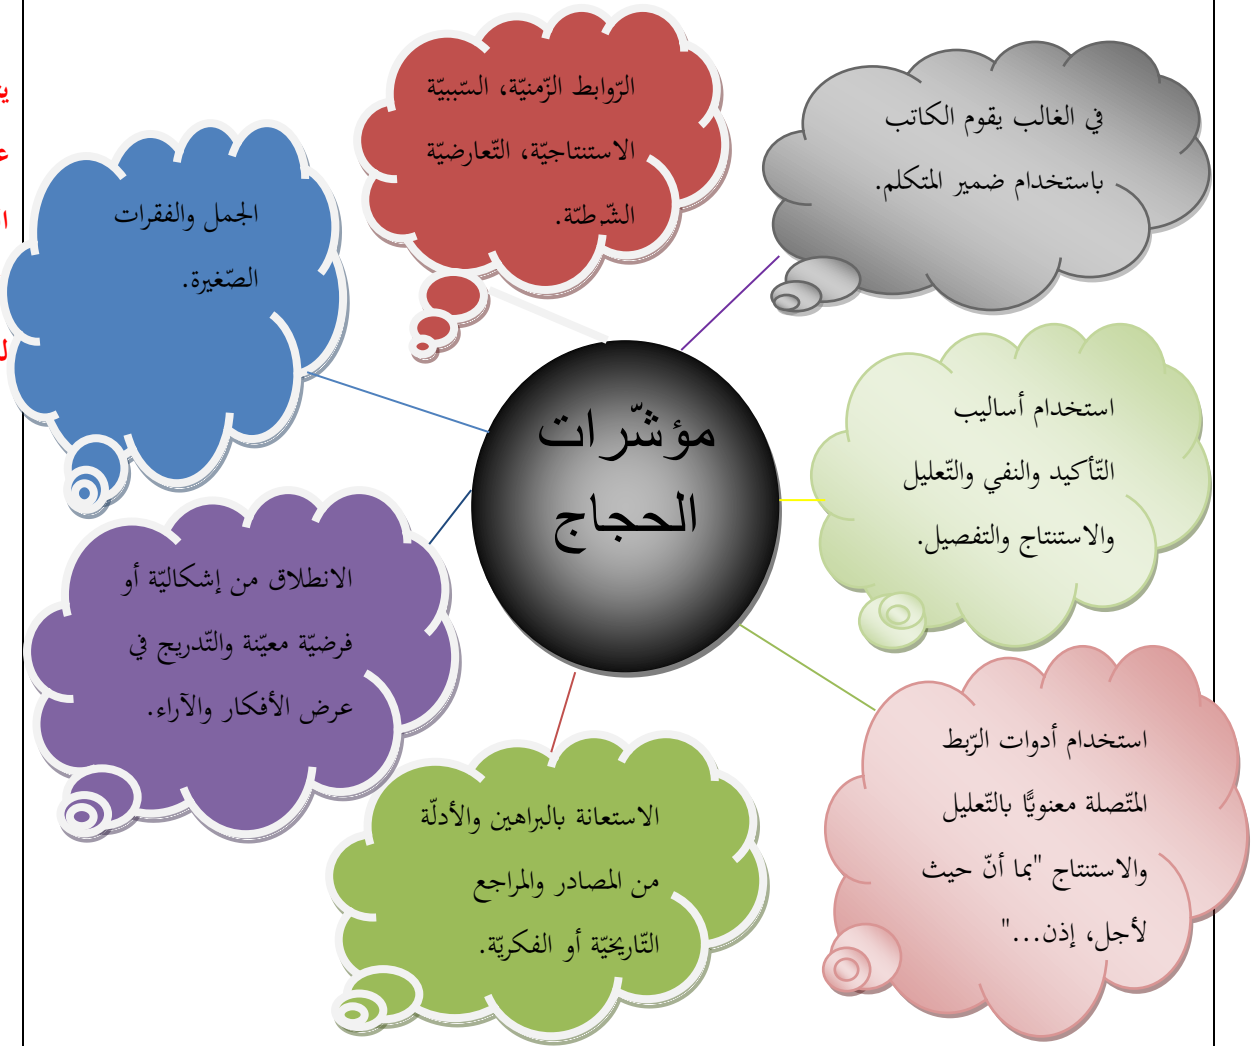 مؤشّرات
الحجاج
في الغالب يقوم الكاتب
باستخدام ضمير المتكلم.
استخدام أساليب
التّأكيد والنفي والتّعليل
والاستنتاج والتفصيل.
استخدام أدوات الرّبط
المتّصلة معنويًّا بالتّعليل
والاستنتاج "بما أنّ حيث
لأجل، إذن..."
الرّوابط الزّمنيّة، السّببيّة
الاستنتاجيّة، التّعارضيّة
الشّرطيّة.
الجمل والفقرات
الصّغيرة.
الانطلاق من إشكاليّة أو
فرضيّة معيّنة والتّدريج في
عرض الأفكار والآراء.
الاستعانة بالبراهين والأدلّة
من المصادر والمراجع
التّاريخيّة أو الفكريّة.